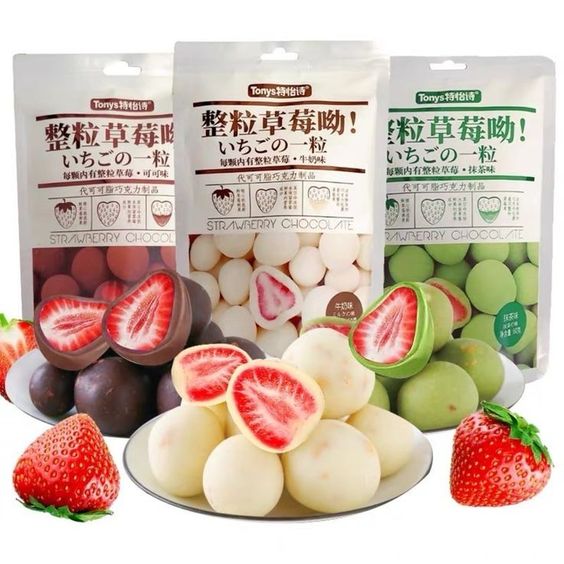 Tonys特怡诗
整粒草莓呦
いちごの一粒
每颗内有整粒草莓·可可味
代可可脂巧克力制品
STRAWBERRY CHOCOL
Tonys特怡诗
整粒草莓呦!
いちごの一粒
每颗内有整粒草莓·牛奶味
代可可脂巧克力制品
STRAWBERRY CHOCOLATE
牛奶味
Tonys特怡诗
整粒草莓呦!
いちごの一粒
每颗内有整粒草莓·抹茶味
代可可脂巧克力制品
CHOCOLATE
抹茶味